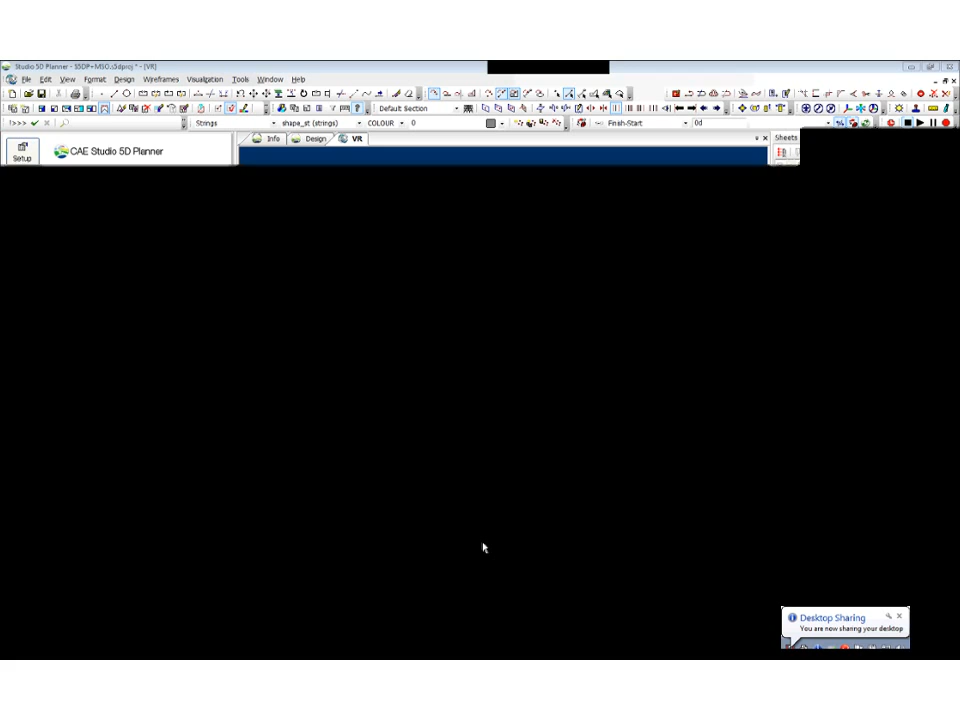 Studio 5D Planner - S5DP+MSO.s5dproj * - [VR]
File Edit View Format Design Wireframes Visualization Tools Window Help
Default Section
!>>> Strings shape_st (strings) COLOUR 0 Finish-Start 0d
Info Design VR Sheets
Setup CAE Studio 5D Planner
Desktop Sharing
You are now sharing your desktop